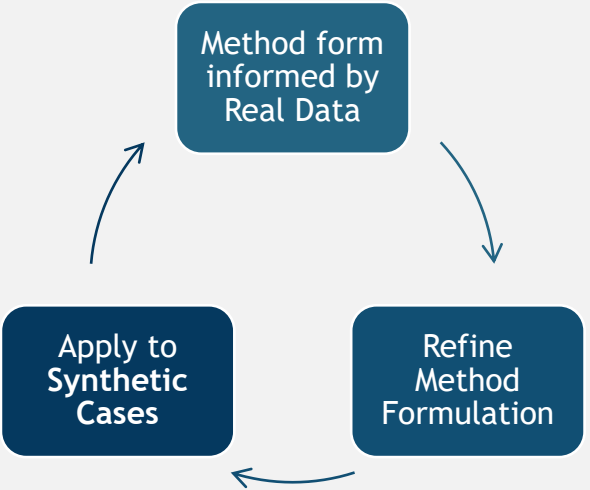 Method form
informed by
Real Data
Refine
Method
Formulation
Apply to
Synthetic
Cases